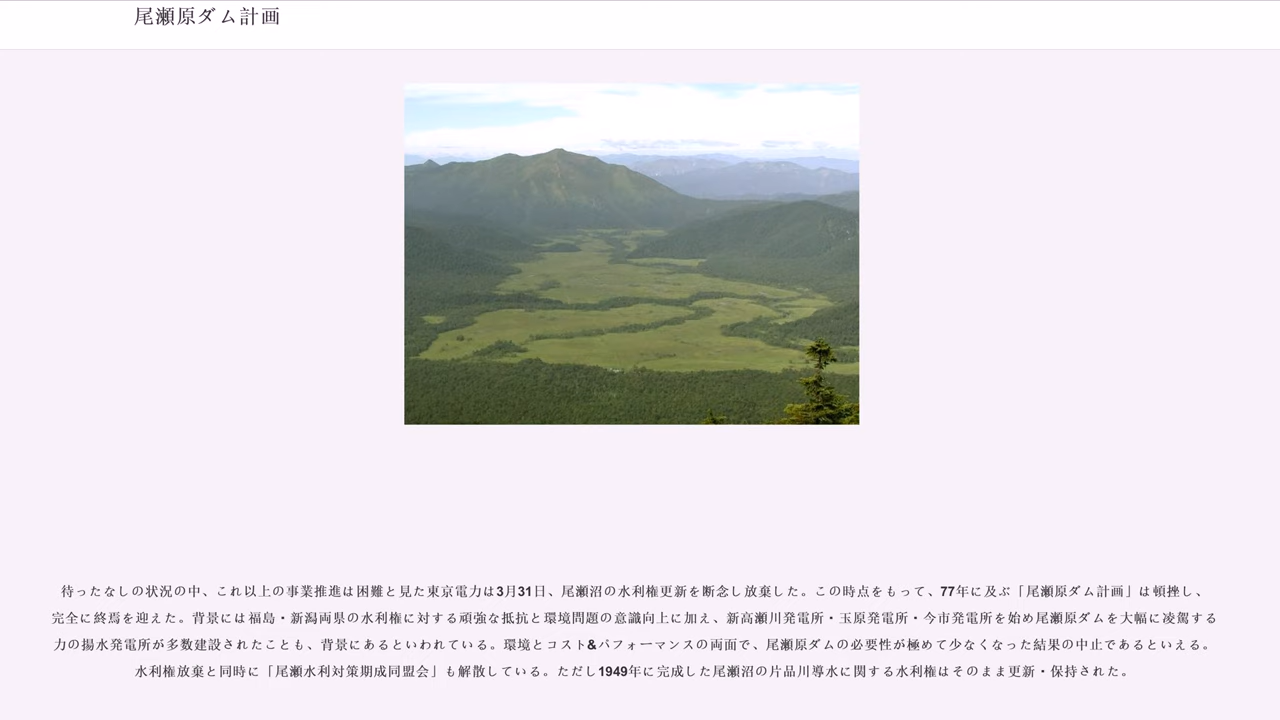 尾瀬原ダム計画
待ったなしの状況の中、これ以上の事業推進は困難と見た東京電力は3月31日、尾瀬沼の水利権更新を断念し放棄した。この時点をもって、77年に及ぶ「尾瀬原ダム計画」は頓挫し、
完全に終焉を迎えた。背景には福島・新潟両県の水利権に対する頑強な抵抗と環境問題の意識向上に加え、新高瀬川発電所・玉原発電所・今市発電所を始め尾瀬原ダムを大幅に凌駕する
力の揚水発電所が多数建設されたことも、背景にあるといわれている。環境とコスト&パフォーマンスの両面で、尾瀬原ダムの必要性が極めて少なくなった結果の中止であるといえる。
水利権放棄と同時に「尾瀬水利対策期成同盟会」も解散している。ただし1949年に完成した尾瀬沼の片品川導水に関する水利権はそのまま更新・保持された。